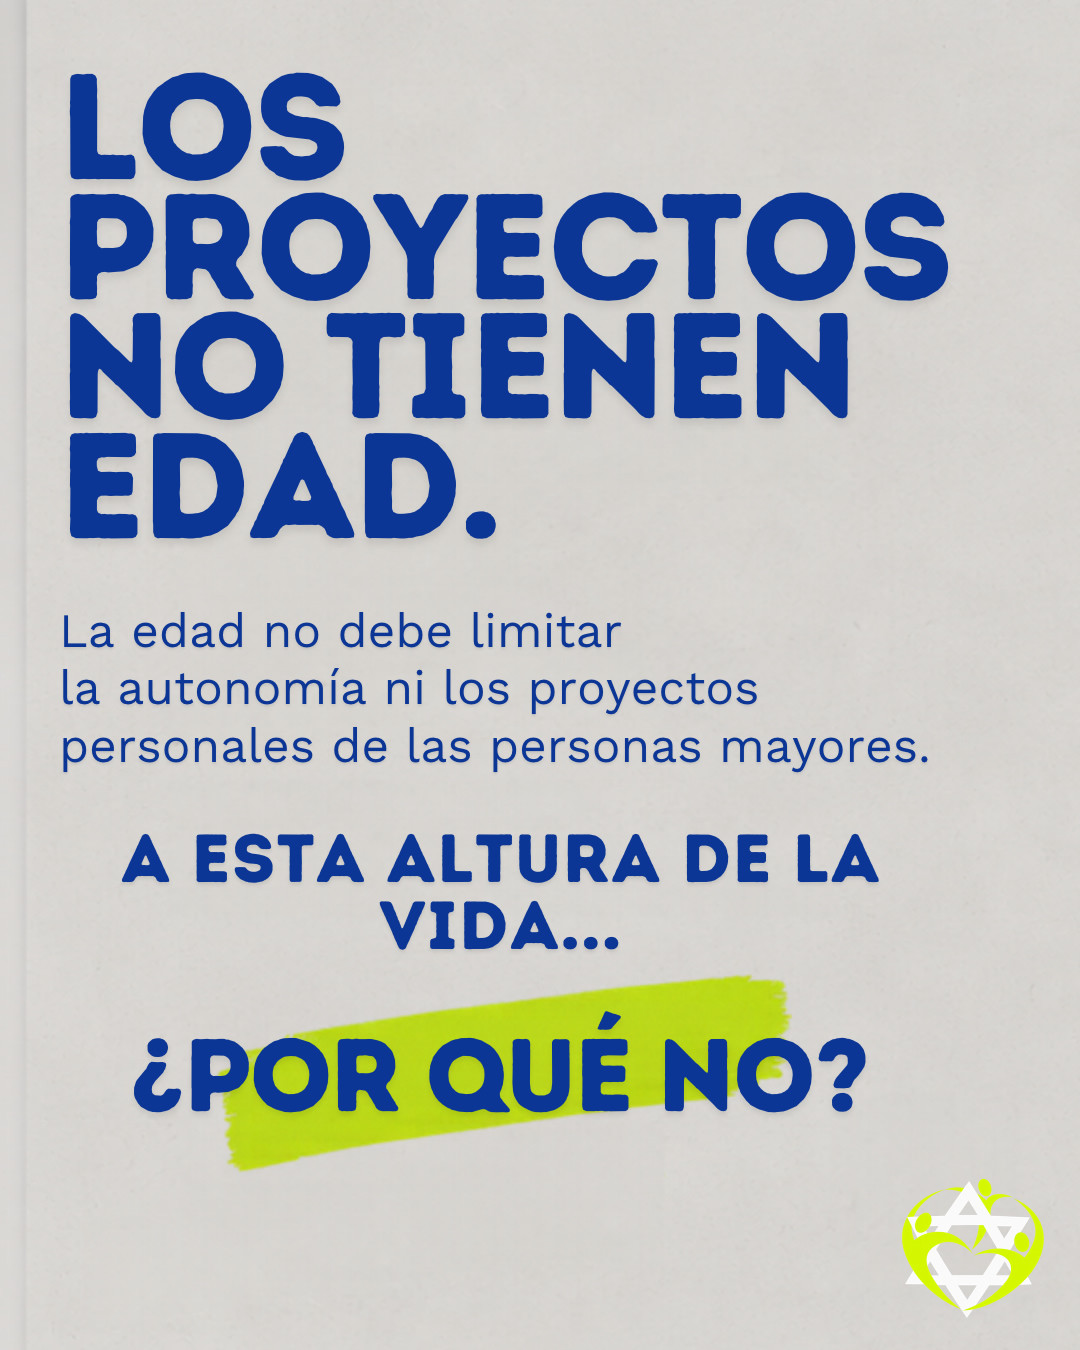 LOS
PROYECTOS
NO TIENEN
EDAD.
La edad no debe limitar
la autonomía ni los proyectos
personales de las personas mayores.
A ESTA ALTURA DE LA
VIDA...
¿POR QUÉ NO?